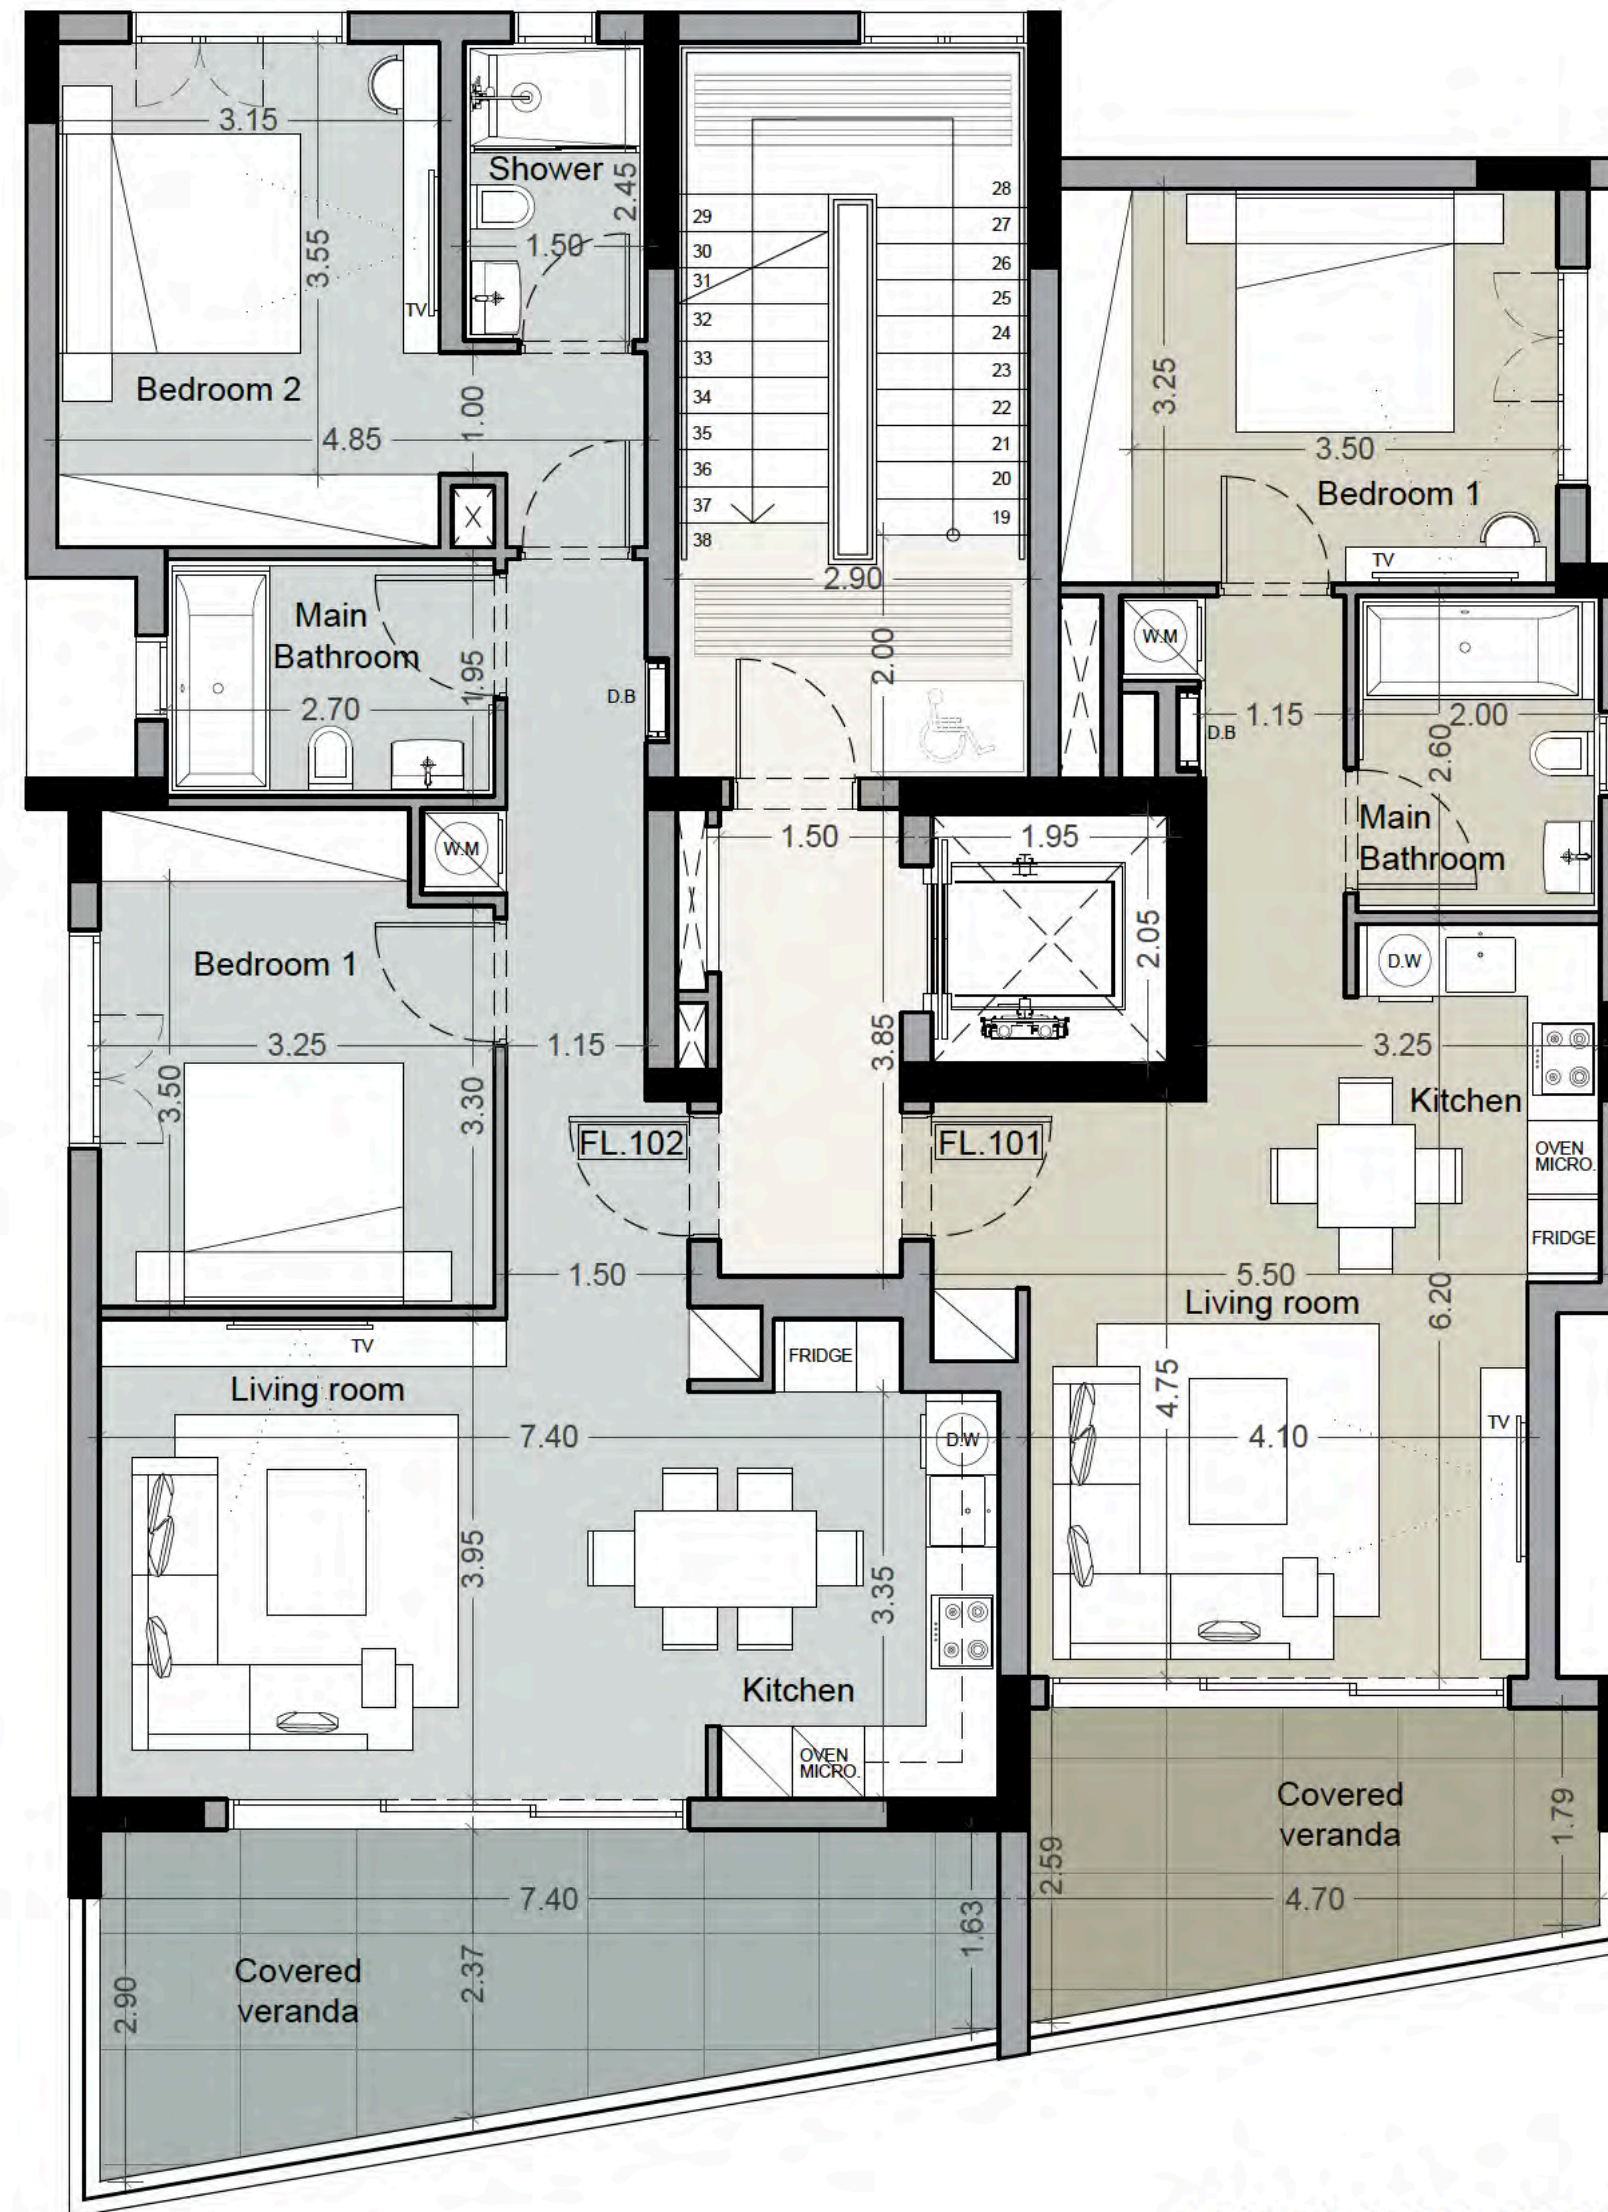 3.15
Shower
2.45
1.50
3.55
TV
Bedroom 2
1.00
4.85
X
29
30
31
32
33
34
35
36
37
38
28
27
26
25
24
23
22
21
20
19
2.90
2.00
3.25
3.50
Bedroom 1
TV
Main
Bathroom
1.95
2.70
D.B
W.M
D.B
1.15
2.00
2.60
Main
Bathroom
W.M
1.50
1.95
2.05
Bedroom 1
3.25
1.15
3.50
3.30
3.85
D.W
3.25
Kitchen
OVEN
MICRO.
FRIDGE
FL.102
FL.101
1.50
5.50
Living room
6.20
TV
Living room
FRIDGE
7.40
D.W
4.75
4.10
TV
3.95
3.35
Kitchen
OVEN
MICRO.
Covered
veranda
1.79
2.59
4.70
7.40
1.63
2.37
2.90
Covered
veranda